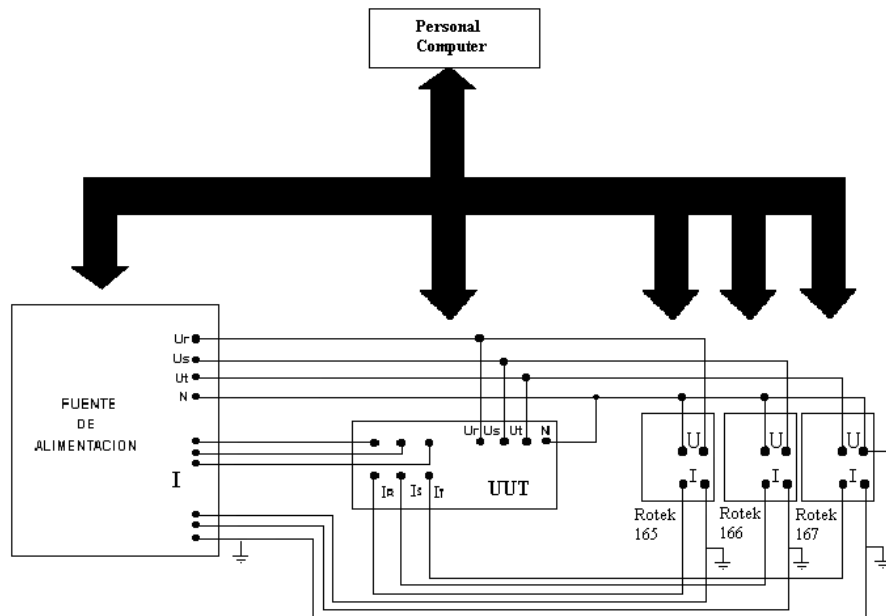 Personal
Computer
Ur
Us
Ut
N
FUENTE
DE
ALIMENTACION
I
Ur Us Ut N
IR IS IT
UUT
U
I
Rotek
165
U
I
Rotek
166
U
I
Rotek
167